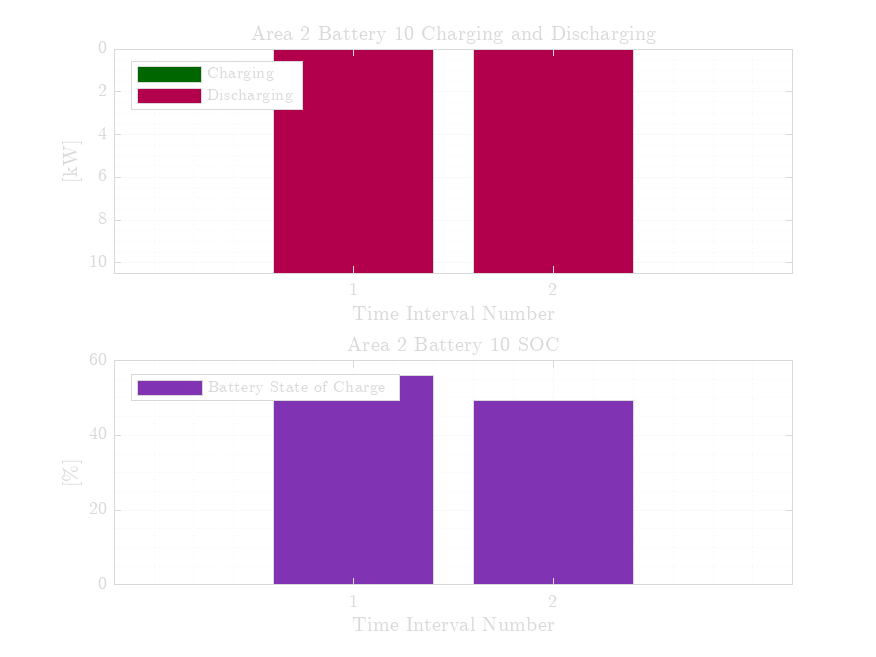 Area 2 Battery 10 Charging and Discharging
0
2
4
6
8
10
[kW]
Charging
Discharging
1
2
Time Interval Number
Area 2 Battery 10 SOC
60
40
20
0
[%]
Battery State of Charge
1
2
Time Interval Number